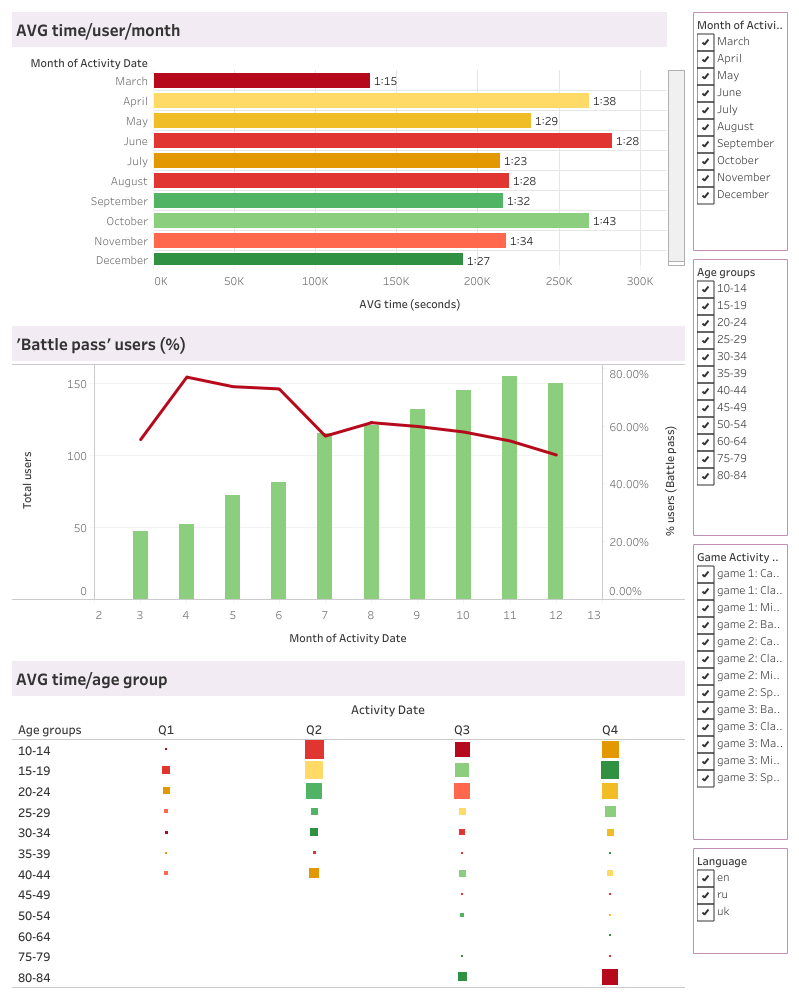 AVG time/user/month
Month of Activity Date
March 1:15
April 1:38
May 1:29
June 1:28
July 1:23
August 1:28
September 1:32
October 1:43
November 1:34
December 1:27
0K 50K 100K 150K 200K 250K 300K
AVG time (seconds)
'Battle pass' users (%)
Total users
150
100
50
0
80.00%
60.00%
40.00%
20.00%
0.00%
% users (Battle pass)
2 3 4 5 6 7 8 9 10 11 12 13
Month of Activity Date
AVG time/age group
Activity Date
Age groups Q1 Q2 Q3 Q4
10-14
15-19
20-24
25-29
30-34
35-39
40-44
45-49
50-54
60-64
75-79
80-84
Month of Activi..
March
April
May
June
July
August
September
October
November
December
Age groups
10-14
15-19
20-24
25-29
30-34
35-39
40-44
45-49
50-54
60-64
75-79
80-84
Game Activity ..
game 1: Ca..
game 1: Cla..
game 1: Mi..
game 2: Ba..
game 2: Ca..
game 2: Cla..
game 2: Mi..
game 2: Sp..
game 3: Ba..
game 3: Cla..
game 3: Ma..
game 3: Mi..
game 3: Sp..
Language
en
ru
uk